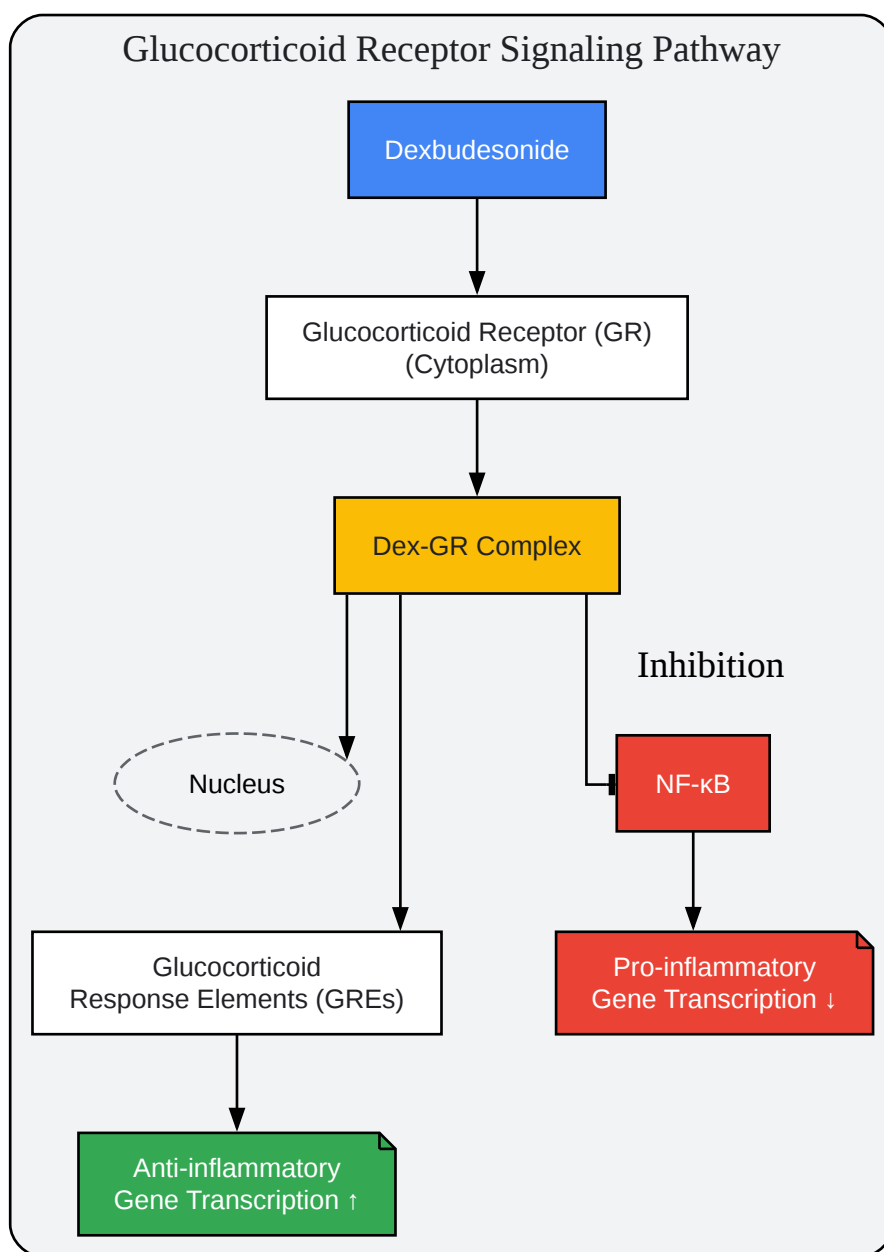 Glucocorticoid Receptor Signaling Pathway
Dexbudesonide
Glucocorticoid Receptor (GR)
(Cytoplasm)
Dex-GR Complex
Inhibition
Nucleus
NF-κB
Glucocorticoid
Response Elements (GREs)
Pro-inflammatory
Gene Transcription ↓
Anti-inflammatory
Gene Transcription ↑